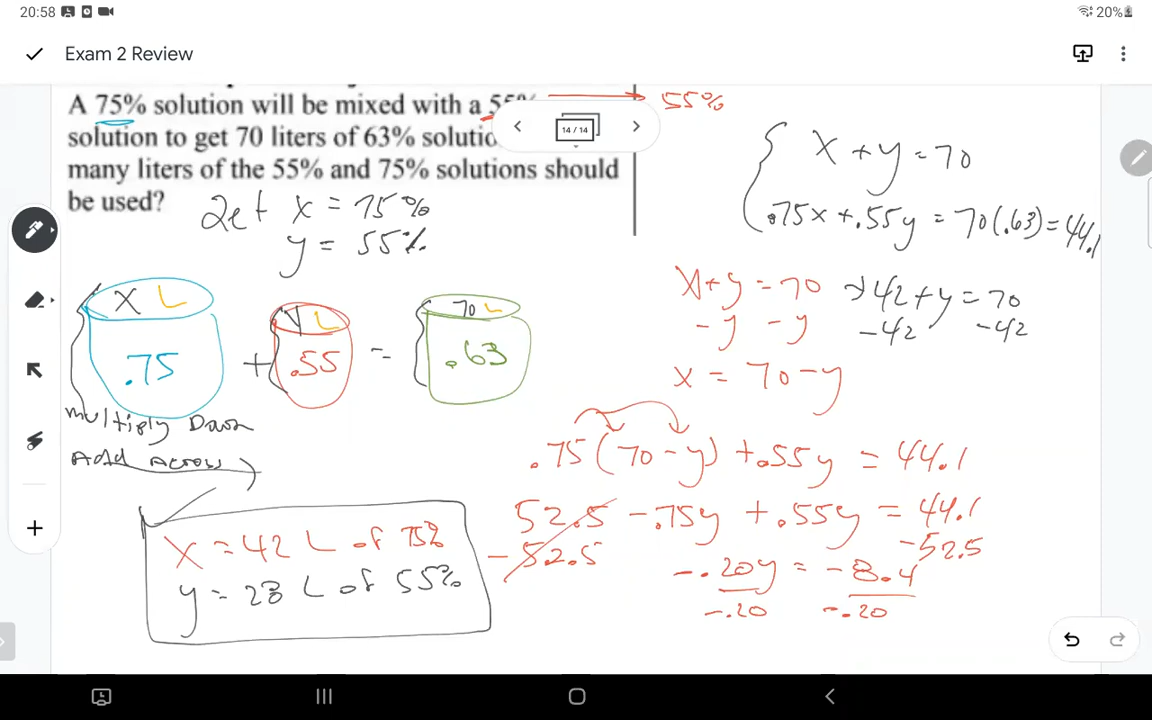 20:58
20%
Exam 2 Review
A 75% solution will be mixed with a 55%
solution to get 70 liters of 63%
many liters of the 55% and 75% solutions should
be used?
14 / 14
55%
Let x = 75%
y = 55%
x + y = 70
.75x + .55y = 70(.63) = 44.1
X L
.75
+
Y L
.55
=
70 L
.63
Multiply Down
Add Across
x + y = 70
- y - y
x = 70 - y
→ 42 + y = 70
-42 -42
.75(70 - y) + .55y = 44.1
52.5 - .75y + .55y = 44.1
-52.5 -52.5
-.20y = -8.4
-.20 -.20
x = 42 L of 75%
y = 28 L of 55%